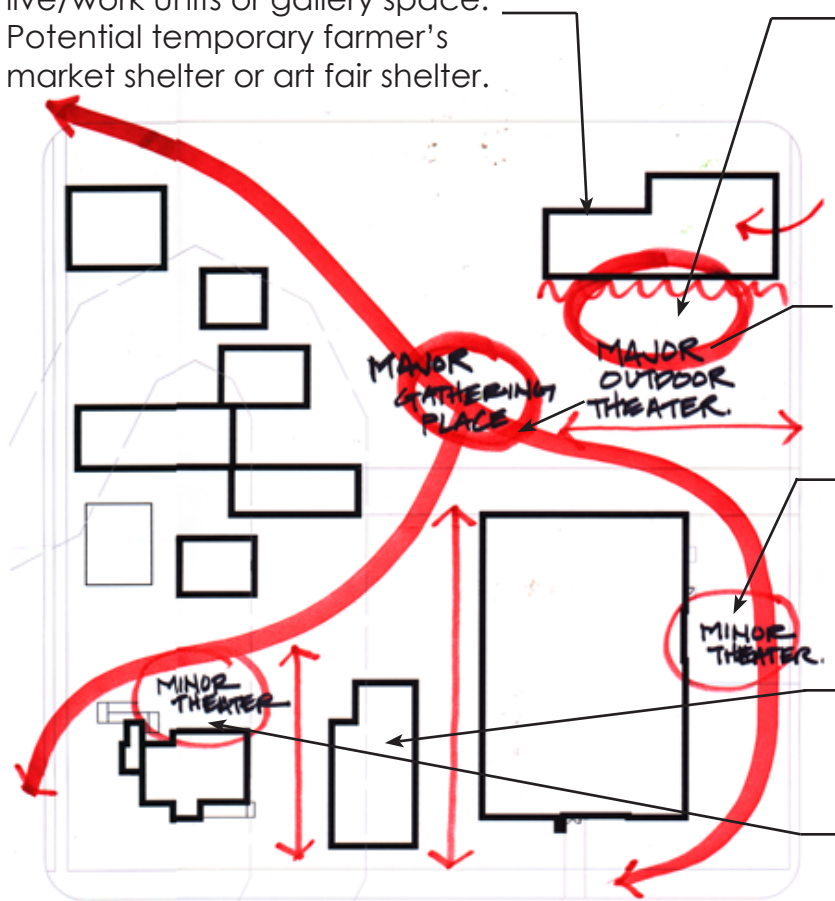 live/work units or gallery space.
Potential temporary farmer's
market shelter or art fair shelter.
MAJOR
GATHERING
PLACE
MAJOR
OUTDOOR
THEATER.
MINOR
THEATER.
MINOR
THEATER